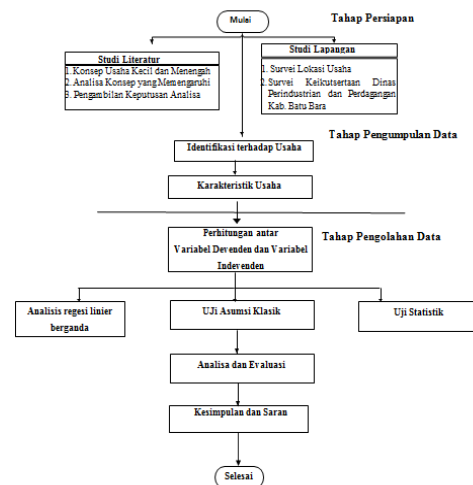 Mulei
Tahap Persiapan
Studi Literatur
1. Konsep Usaha Kecil dan Menengah
2. Analisa Konsep yang Memengaruhi
3. Pengambilan Keputusan Analisa
Studi Lapangan
1. Survei Lokasi Usaha
2. Survei Keikutsertaan Dinas
Perindustrian dan Perdagangan
Kab. Batu Bara
Tahap Pengumpulan Data
Identifikasi terhadap Usaha
Karakteristik Usaha
Perhitungan antar
Variabel Devenden dan Variabel
Indevenden
Tahap Pengolahan Data
Analisis regesi linier
berganda
UJi Asumsi Klasik
Uji Statistik
Analisa dan Evaluasi
Kesimpulan dan Saran
Selesai